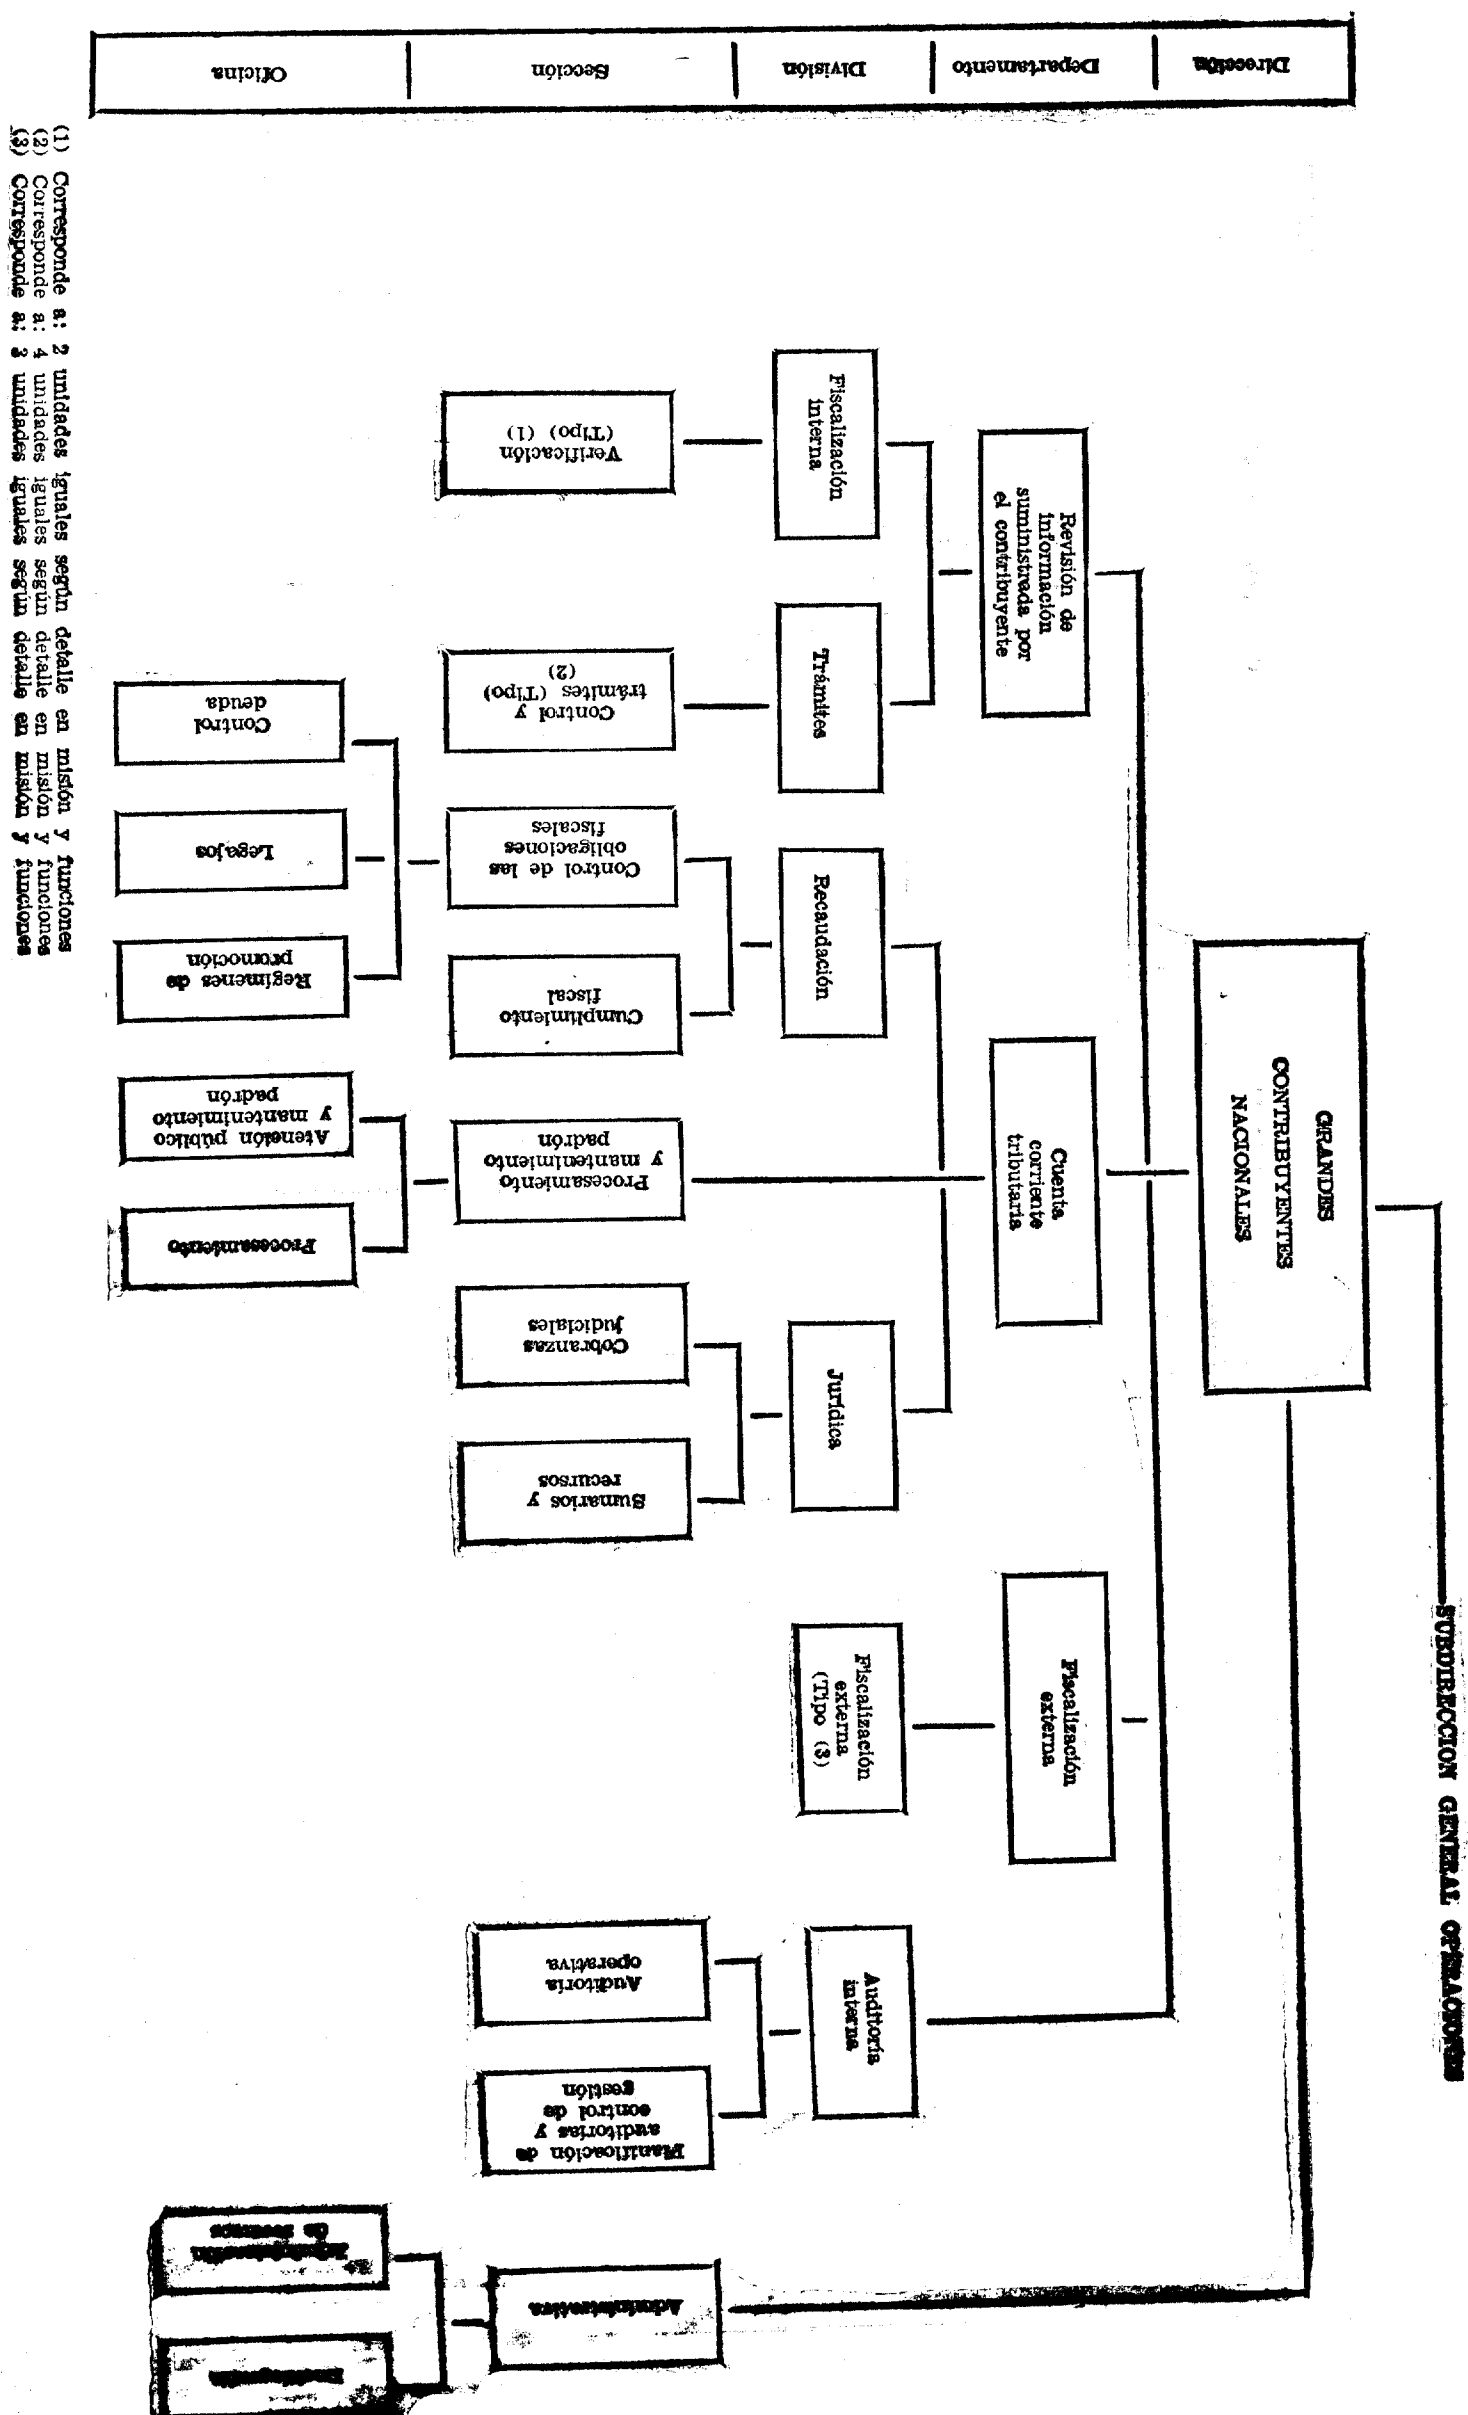 SUBDIRECCION GENERAL OPERACIONES
GRANDES
CONTRIBUYENTES
NACIONALES
Dirección
Departamento
División
Sección
Oficina
Revisión de
información
suministrada por
el contribuyente
Fiscalización
interna
Verificación
(Tipo) (1)
Trámites
Control y
trámites (Tipo)
(2)
Cuenta
corriente
tributaria
Recaudación
Control de las
obligaciones
fiscales
Control
deuda
Legajos
Regímenes de
promoción
Cumplimiento
fiscal
Procesamiento
y mantenimiento
padrón
Atención público
y mantenimiento
padrón
Procesamiento
Jurídica
Cobranzas
judiciales
Sumarios y
recursos
Fiscalización
externa
Fiscalización
externa
(Tipo (3)
Auditoría
interna
Auditoría
operativa
Planificación de
auditorías y
control de
gestión
Administrativa
de
(1) Corresponde a: 2 unidades iguales según detalle en misión y funciones
(2) Corresponde a: 4 unidades iguales según detalle en misión y funciones
(3) Corresponde a: 3 unidades iguales según detalle en misión y funciones